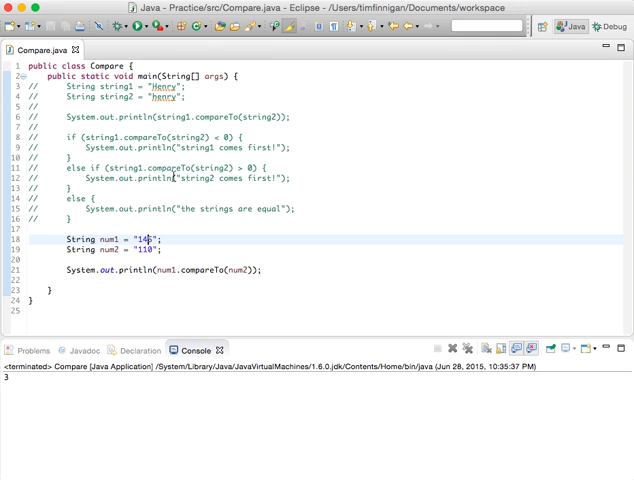 Java - Practice/src/Compare.java - Eclipse - /Users/timfinnigan/Documents/workspace
Java
Debug
Compare.java
1 public class Compare {
2 public static void main(String[] args) {
3 // String string1 = "Henry";
4 // String string2 = "henry";
5 //
6 // System.out.println(string1.compareTo(string2));
7 //
8 // if (string1.compareTo(string2) < 0) {
9 // System.out.println("string1 comes first!");
10 // }
11 // else if (string1.compareTo(string2) > 0) {
12 // System.out.println("string2 comes first!");
13 // }
14 // else {
15 // System.out.println("the strings are equal");
16 // }
17
18 String num1 = "146";
19 String num2 = "110";
20
21 System.out.println(num1.compareTo(num2));
22
23 }
24 }
25
Problems Javadoc Declaration Console
<terminated> Compare [Java Application] /System/Library/Java/JavaVirtualMachines/1.6.0.jdk/Contents/Home/bin/java (Jun 28, 2015, 10:35:37 PM)
3